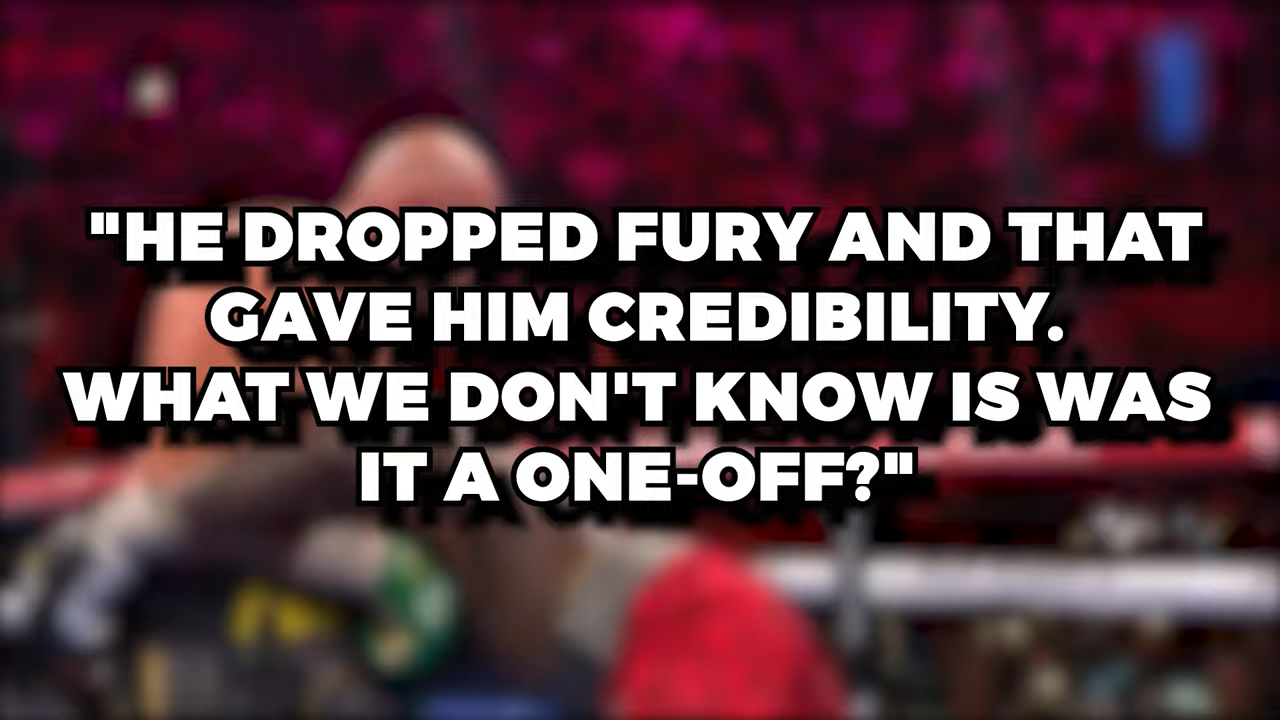 "HE DROPPED FURY AND THAT
GAVE HIM CREDIBILITY.
WHAT WE DON'T KNOW IS WAS
IT A ONE-OFF?"